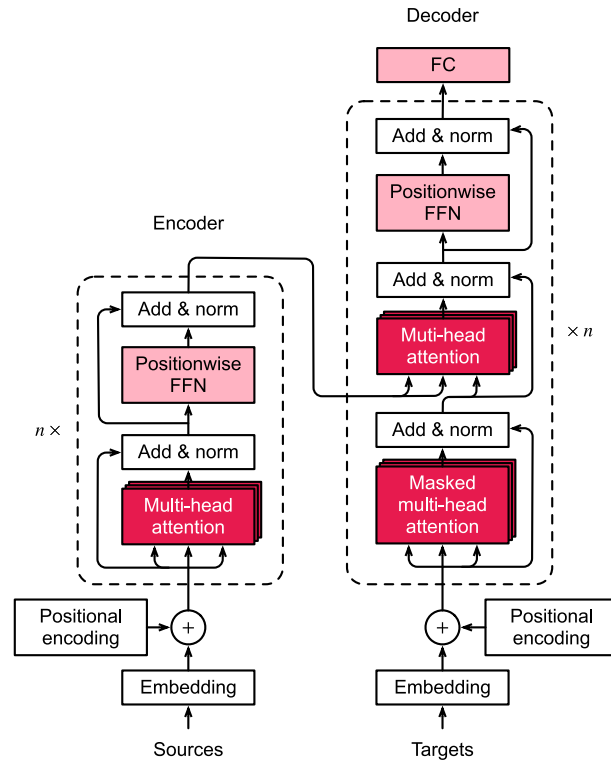 Decoder
FC
Add & norm
Positionwise
FFN
Add & norm
Muti-head
attention
× n
Add & norm
Masked
multi-head
attention
Positional
encoding
+
Embedding
Targets
Encoder
Add & norm
Positionwise
FFN
n ×
Add & norm
Multi-head
attention
Positional
encoding
+
Embedding
Sources